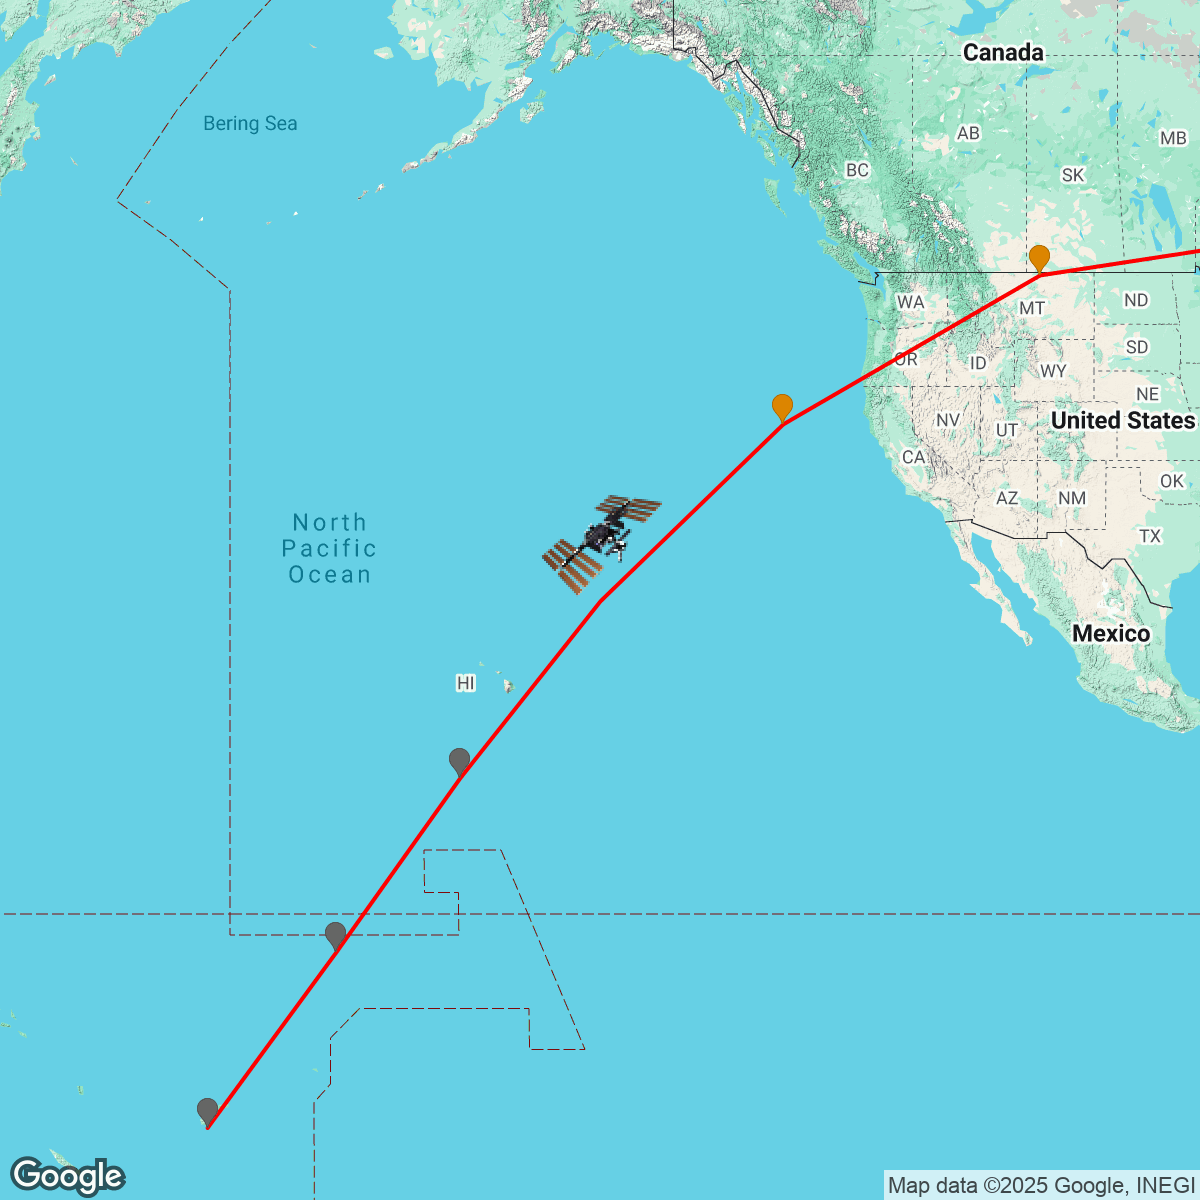 Canada
Bering Sea
AB
MB
BC
SK
WA
MT
ND
OR
ID
SD
WY
NE
NV
UT
United States
CA
OK
AZ
NM
North
Pacific
Ocean
TX
Mexico
HI
Google
Map data ©2025 Google, INEGI